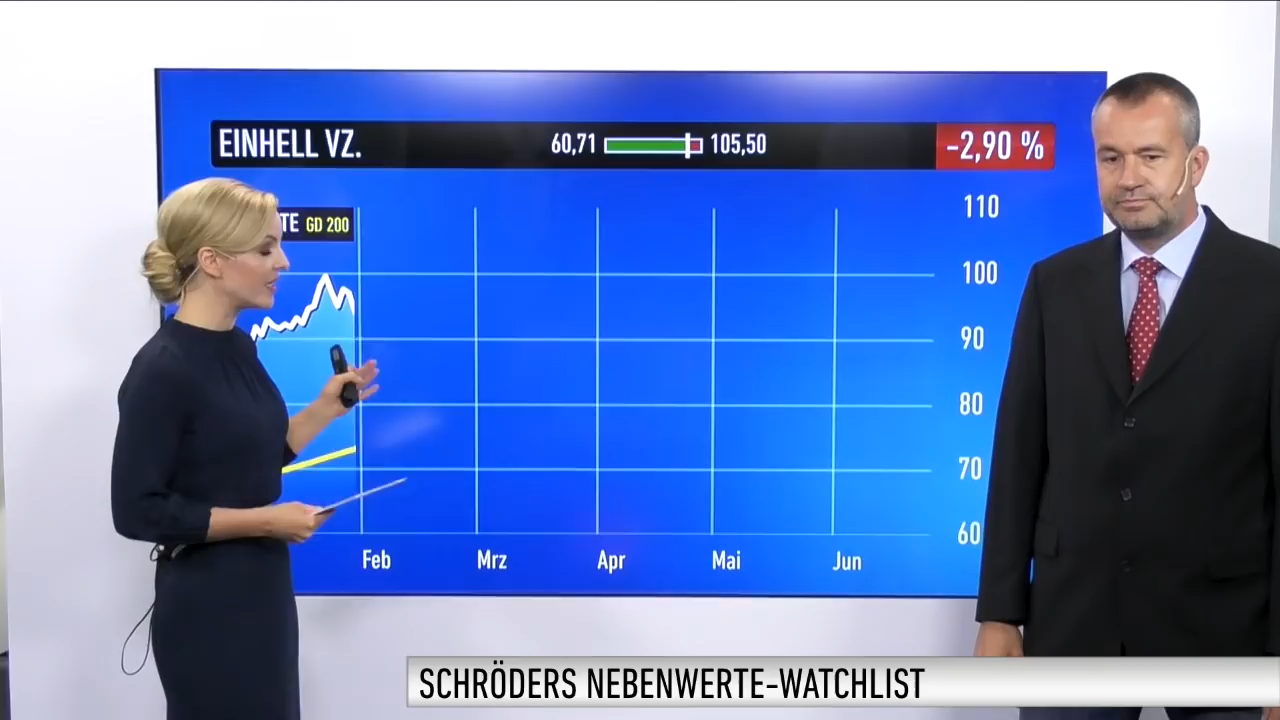 EINHELL VZ. 60,71 105,50 -2,90 %
TE GD 200
110
100
90
80
70
60
Feb Mrz Apr Mai Jun
SCHRÖDERS NEBENWERTE-WATCHLIST